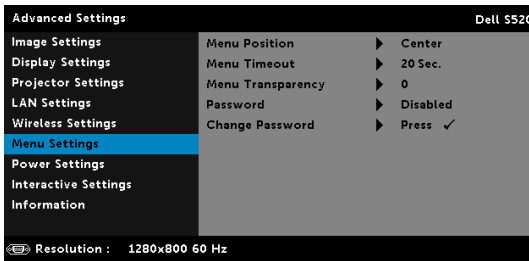 Advanced Settings Dell S520
Image Settings
Display Settings
Projector Settings
LAN Settings
Wireless Settings
Menu Settings
Power Settings
Interactive Settings
Information
Menu Position Center
Menu Timeout 20 Sec.
Menu Transparency 0
Password Disabled
Change Password Press ✓
Resolution : 1280x800 60 Hz